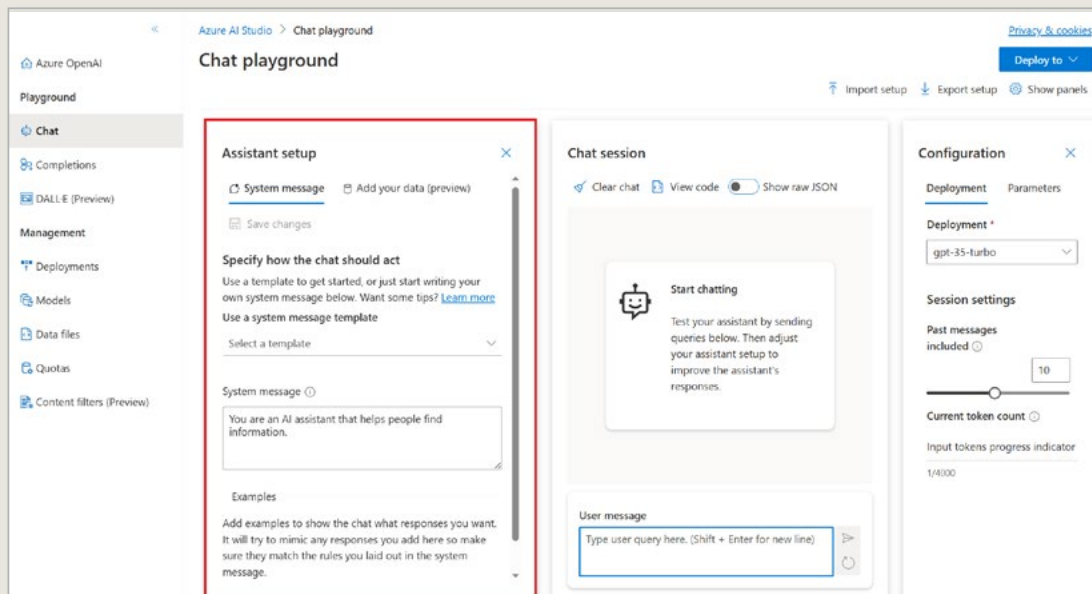 Azure AI Studio > Chat playground
Privacy & cookies
Chat playground
Deploy to
Import setup Export setup Show panels
Azure OpenAI
Playground
Chat
Completions
DALL·E (Preview)
Management
Deployments
Models
Data files
Quotas
Content filters (Preview)
Assistant setup
System message Add your data (preview)
Save changes
Specify how the chat should act
Use a template to get started, or just start writing your
own system message below. Want some tips? Learn more
Use a system message template
Select a template
System message
You are an AI assistant that helps people find
information.
Examples
Add examples to show the chat what responses you want.
It will try to mimic any responses you add here so make
sure they match the rules you laid out in the system
message.
Chat session
Clear chat View code Show raw JSON
Start chatting
Test your assistant by sending
queries below. Then adjust
your assistant setup to
improve the assistant's
responses.
User message
Type user query here. (Shift + Enter for new line)
Configuration
Deployment Parameters
Deployment *
gpt-35-turbo
Session settings
Past messages
included
10
Current token count
Input tokens progress indicator
1/4000